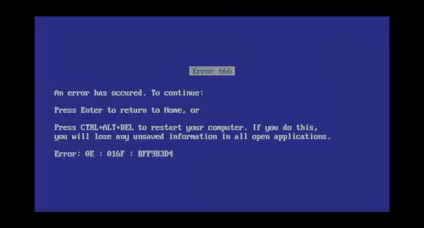 Error 666
An error has occured. To continue:
Press Enter to return to Home, or
Press CTRL+ALT+DEL to restart your computer. If you do this,
you will lose any unsaved information in all open applications.
Error: 0E : 016F : BFF9B3D4